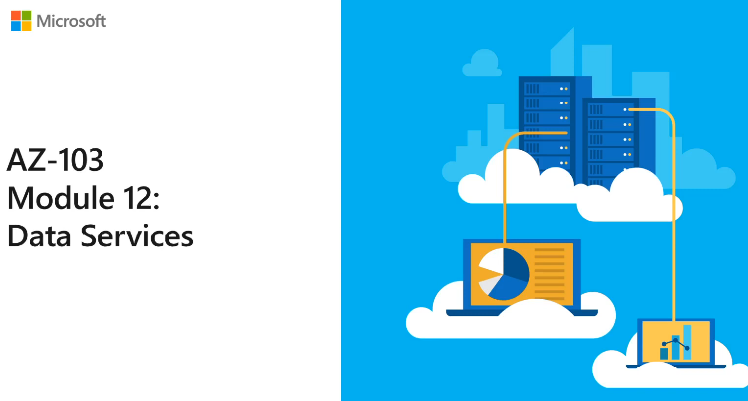 Microsoft
AZ-103
Module 12:
Data Services